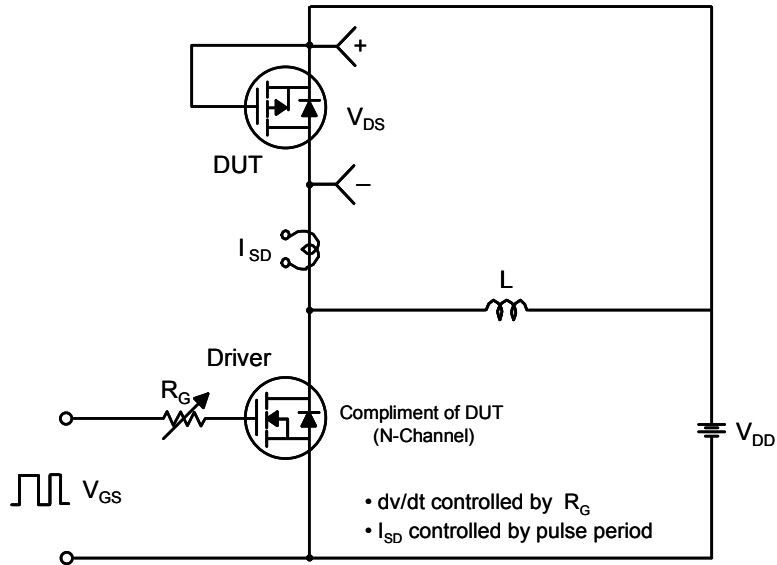 +
V_DS
DUT
–
I_SD
L
Driver
R_G
Compliment of DUT
(N-Channel)
V_DD
V_GS
• dv/dt controlled by R_G
• I_SD controlled by pulse period